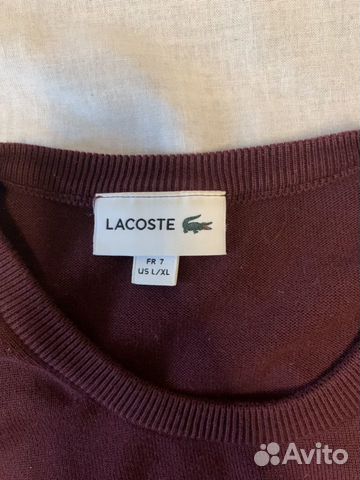 LACOSTE
FR 7
US L/XL
Avito